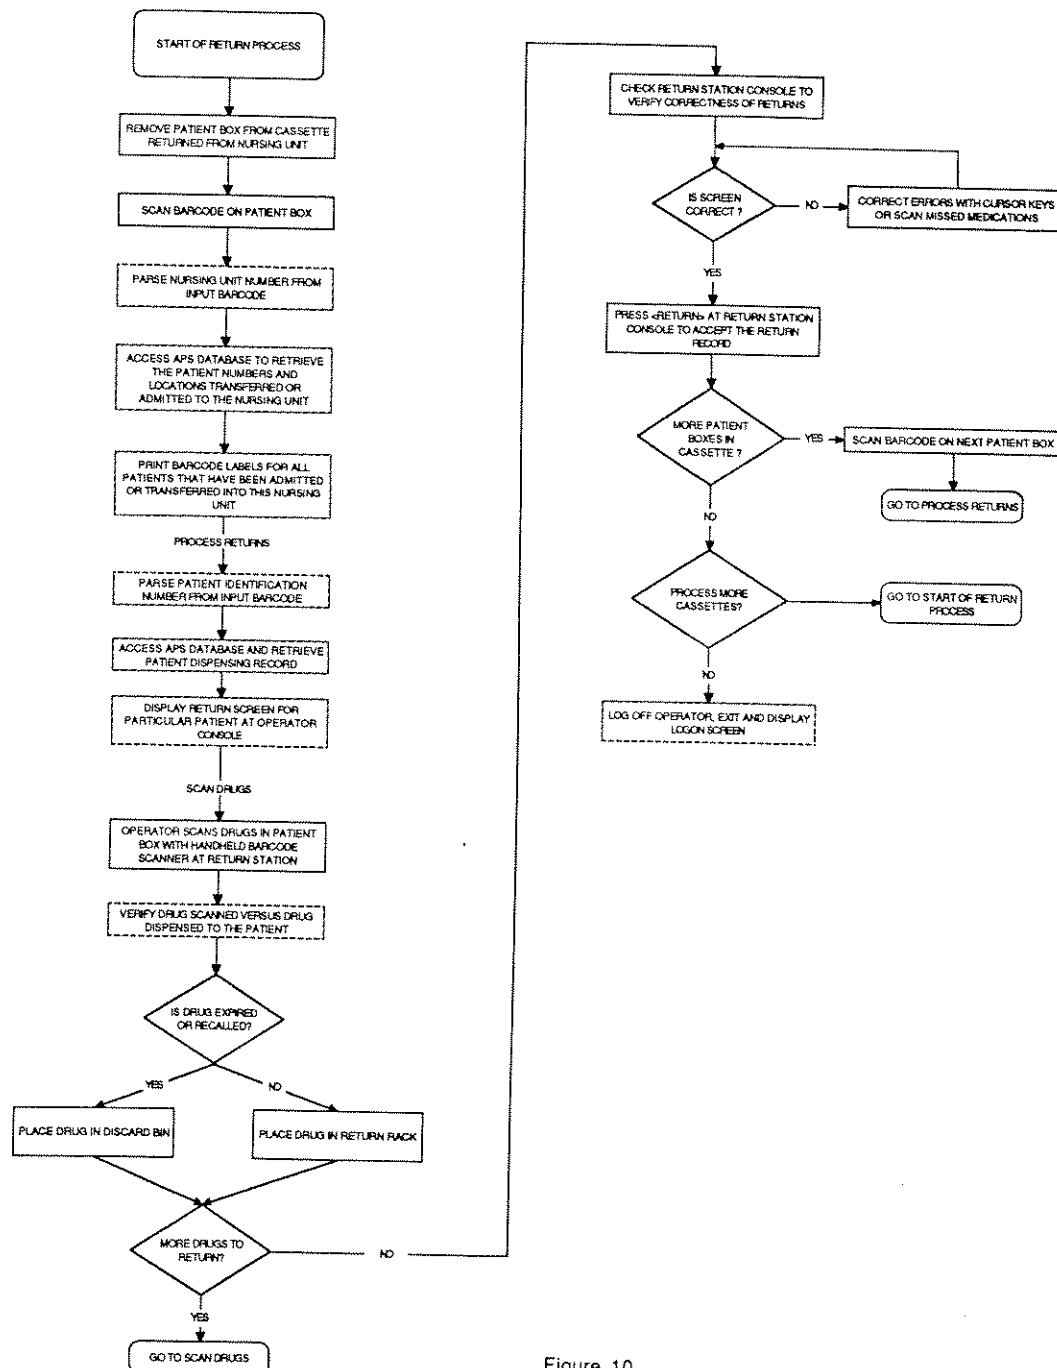 START OF RETURN PROCESS
REMOVE PATIENT BOX FROM CASSETTE
RETURNED FROM NURSING UNIT
SCAN BARCODE ON PATIENT BOX
PARSE NURSING UNIT NUMBER FROM
INPUT BARCODE
ACCESS APS DATABASE TO RETRIEVE
THE PATIENT NUMBERS AND
LOCATIONS TRANSFERRED OR
ADMITTED TO THE NURSING UNIT
PRINT BARCODE LABELS FOR ALL
PATIENTS THAT HAVE BEEN ADMITTED
OR TRANSFERRED INTO THIS NURSING
UNIT
PROCESS RETURNS
PARSE PATIENT IDENTIFICATION
NUMBER FROM INPUT BARCODE
ACCESS APS DATABASE AND RETRIEVE
PATIENT DISPENSING RECORD
DISPLAY RETURN SCREEN FOR
PARTICULAR PATIENT AT OPERATOR
CONSOLE
SCAN DRUGS
OPERATOR SCANS DRUGS IN PATIENT
BOX WITH HANDHELD BARCODE
SCANNER AT RETURN STATION
VERIFY DRUG SCANNED VERSUS DRUG
DISPENSED TO THE PATIENT
IS DRUG EXPIRED
OR RECALLED?
YES
NO
PLACE DRUG IN DISCARD BIN
PLACE DRUG IN RETURN RACK
MORE DRUGS TO
RETURN?
NO
YES
GO TO SCAN DRUGS
CHECK RETURN STATION CONSOLE TO
VERIFY CORRECTNESS OF RETURNS
IS SCREEN
CORRECT ?
NO
CORRECT ERRORS WITH CURSOR KEYS
OR SCAN MISSED MEDICATIONS
YES
PRESS <RETURN> AT RETURN STATION
CONSOLE TO ACCEPT THE RETURN
RECORD
MORE PATIENT
BOXES IN
CASSETTE ?
YES
SCAN BARCODE ON NEXT PATIENT BOX
GO TO PROCESS RETURNS
NO
PROCESS MORE
CASSETTES?
GO TO START OF RETURN
PROCESS
NO
LOG OFF OPERATOR, EXIT AND DISPLAY
LOGON SCREEN
Figure 10